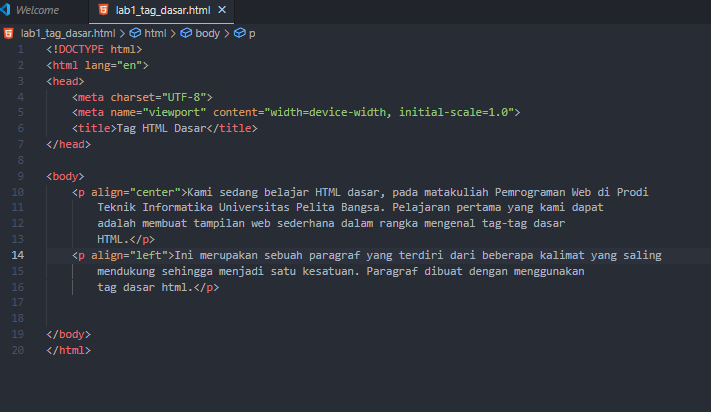 Welcome
lab1_tag_dasar.html ×
lab1_tag_dasar.html > html > body > p
1 <!DOCTYPE html>
2 <html lang="en">
3 <head>
4 <meta charset="UTF-8">
5 <meta name="viewport" content="width=device-width, initial-scale=1.0">
6 <title>Tag HTML Dasar</title>
7 </head>
8
9 <body>
10 <p align="center">Kami sedang belajar HTML dasar, pada matakuliah Pemrograman Web di Prodi
11 Teknik Informatika Universitas Pelita Bangsa. Pelajaran pertama yang kami dapat
12 adalah membuat tampilan web sederhana dalam rangka mengenal tag-tag dasar
13 HTML.</p>
14 <p align="left">Ini merupakan sebuah paragraf yang terdiri dari beberapa kalimat yang saling
15 mendukung sehingga menjadi satu kesatuan. Paragraf dibuat dengan menggunakan
16 tag dasar html.</p>
17
18
19 </body>
20 </html>